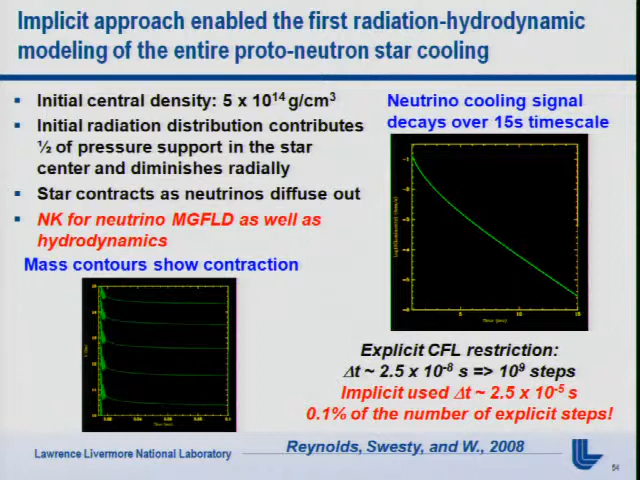 Implicit approach enabled the first radiation-hydrodynamic
modeling of the entire proto-neutron star cooling
▪ Initial central density: 5 x 10¹⁴ g/cm³
▪ Initial radiation distribution contributes
½ of pressure support in the star
center and diminishes radially
▪ Star contracts as neutrinos diffuse out
▪ NK for neutrino MGFLD as well as
hydrodynamics
Mass contours show contraction
Neutrino cooling signal
decays over 15s timescale
5
10
15
Explicit CFL restriction:
Δt ~ 2.5 x 10⁻⁸ s => 10⁹ steps
Implicit used Δt ~ 2.5 x 10⁻⁵ s
0.1% of the number of explicit steps!
Reynolds, Swesty, and W., 2008
Lawrence Livermore National Laboratory
54